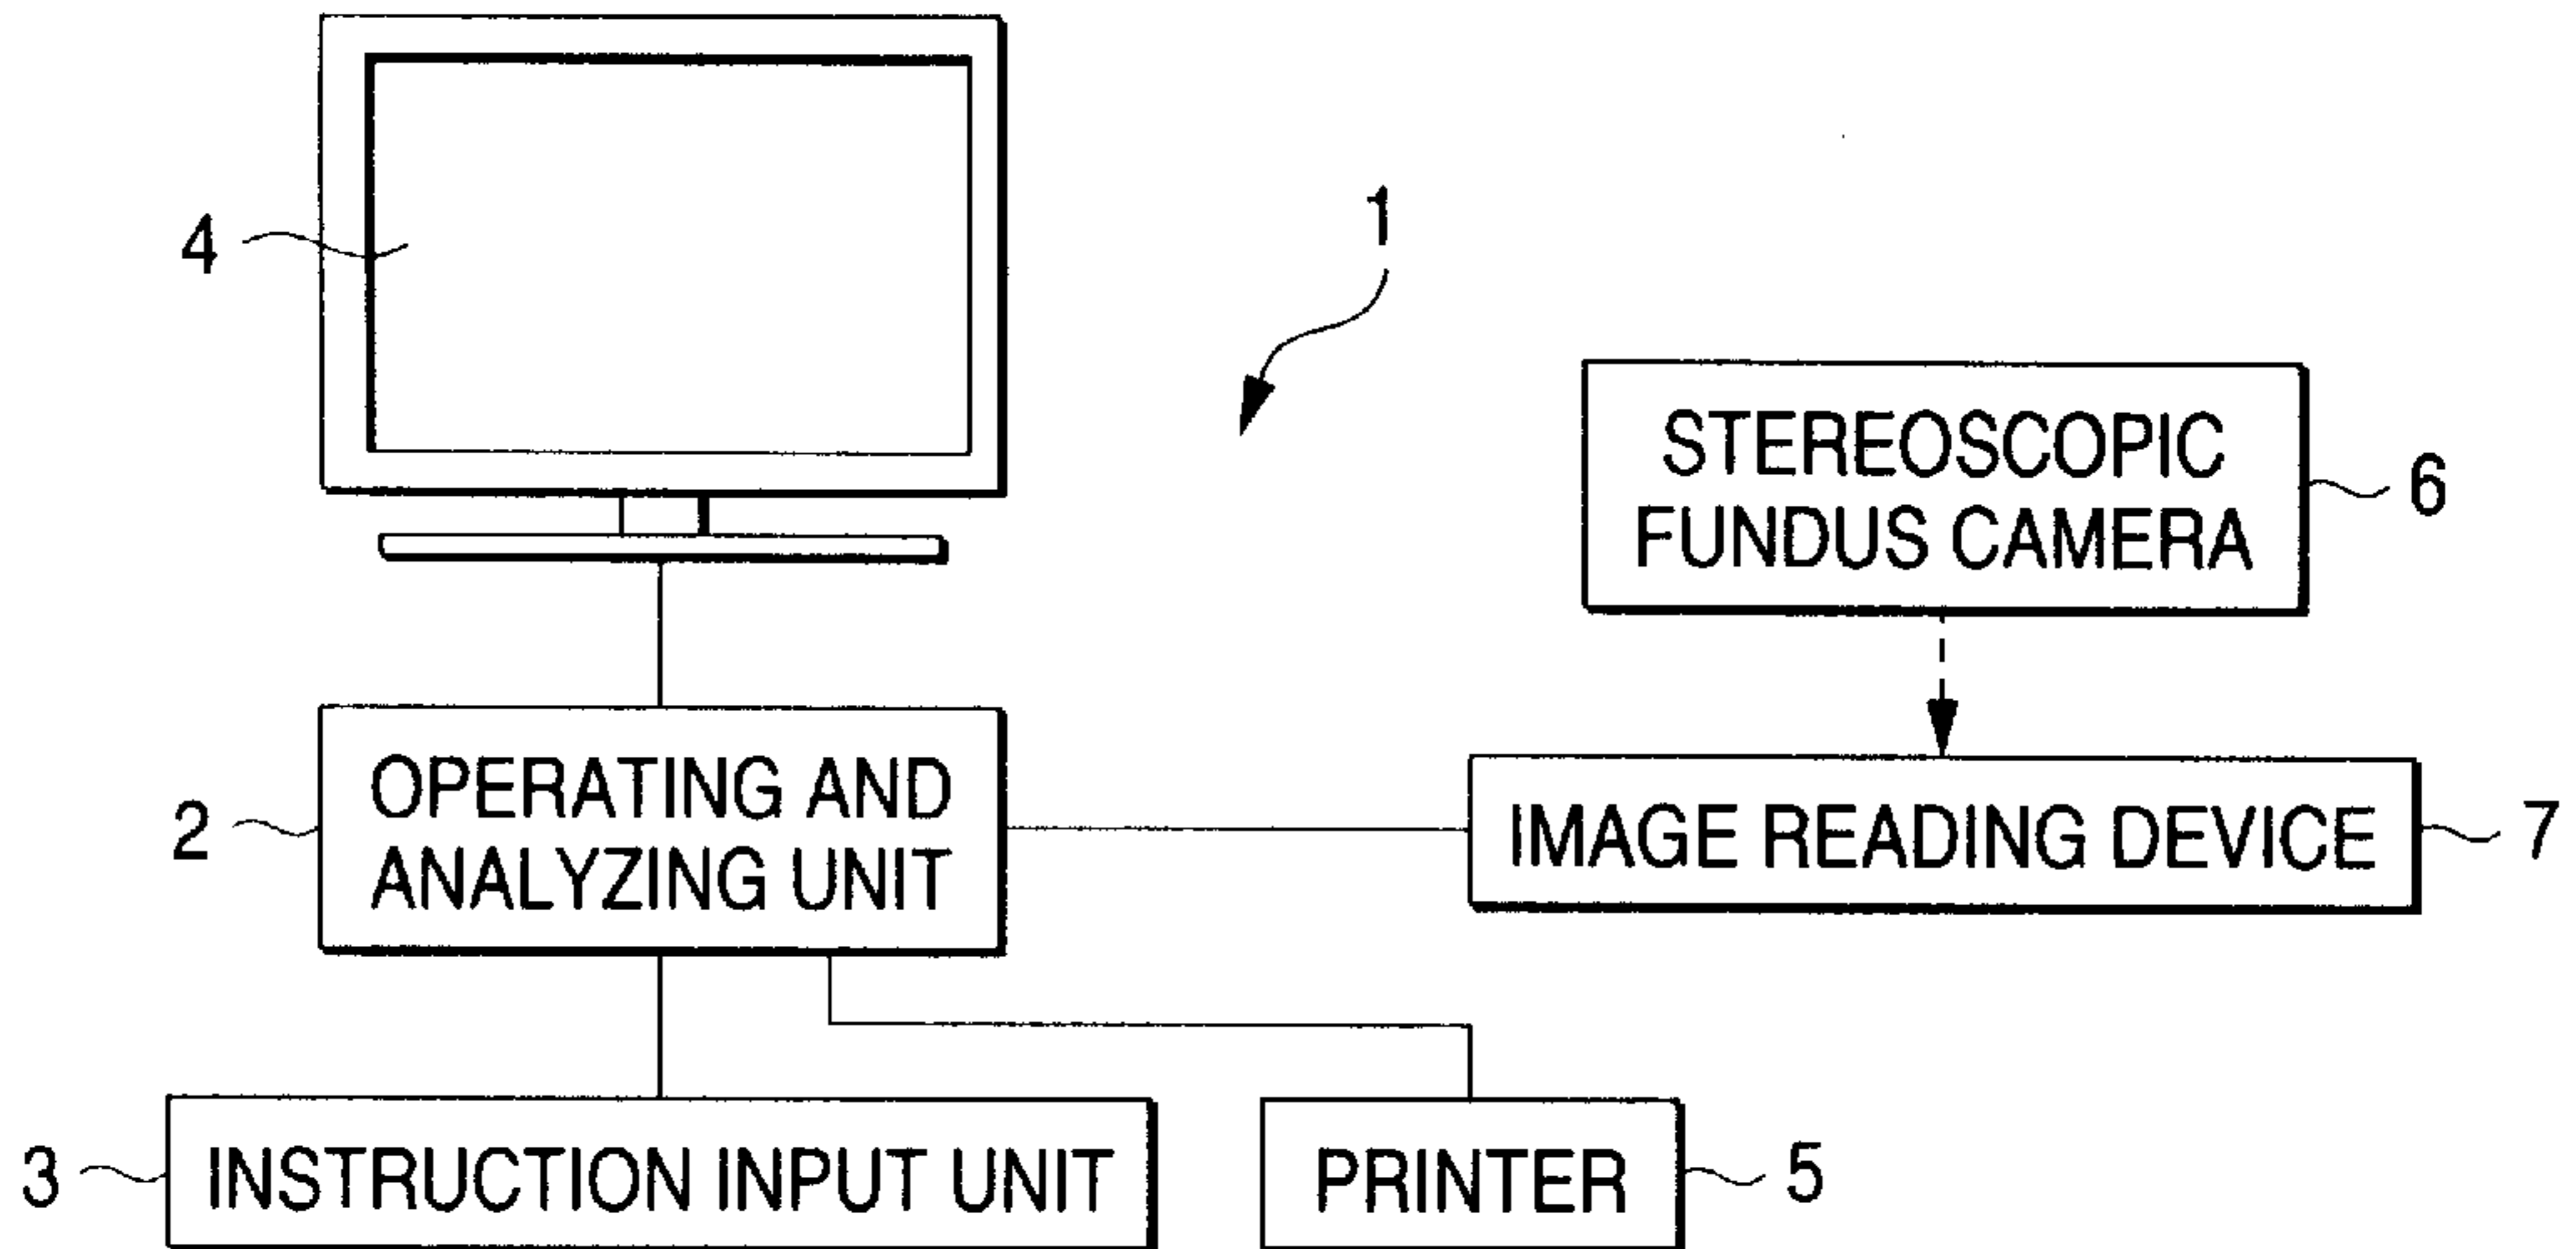 4
1
STEREOSCOPIC
FUNDUS CAMERA
6
2
OPERATING AND
ANALYZING UNIT
IMAGE READING DEVICE
7
3
INSTRUCTION INPUT UNIT
PRINTER
5